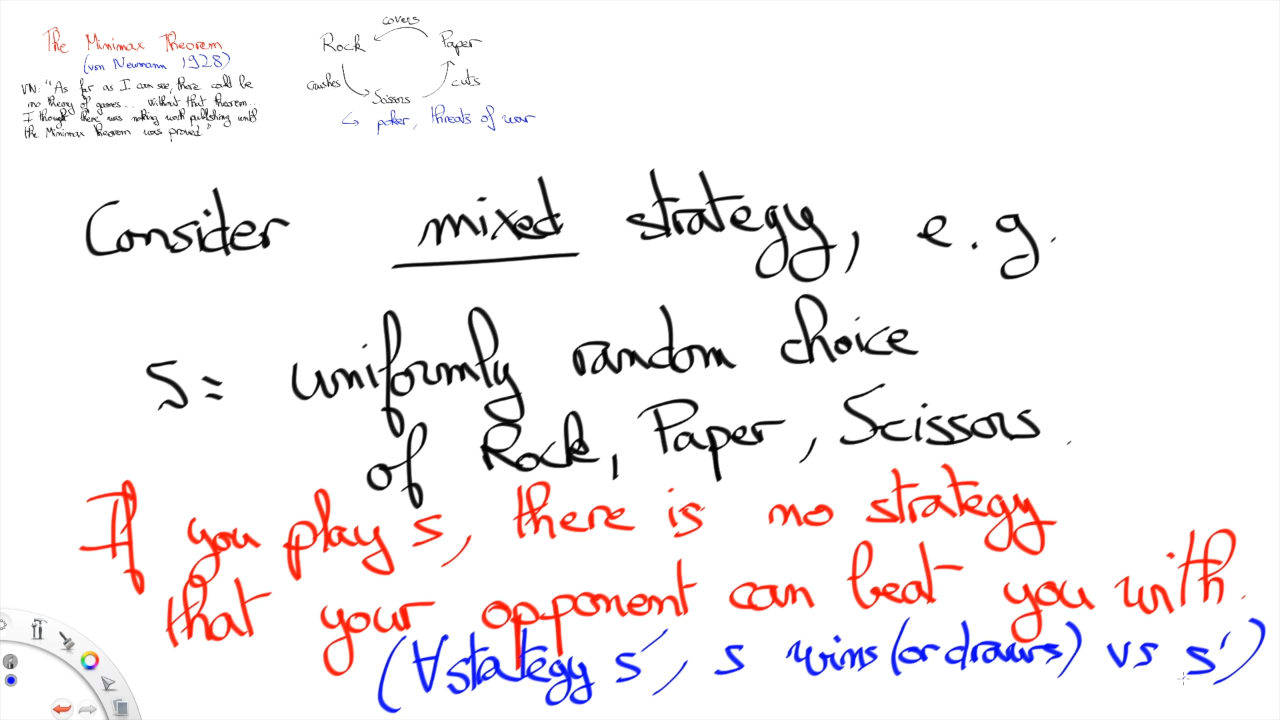 The Minimax Theorem
(von Neumann 1928)
VN: "As far as I can see, there could be
no theory of games... without that theorem...
I thought there was nothing worth publishing until
the Minimax Theorem was proved"
covers
Rock
Paper
crushes
cuts
Scissors
↳ poker, threats of war
Consider mixed strategy, e.g.
S = uniformly random choice
of Rock, Paper, Scissors.
If you play s, there is no strategy
that your opponent can beat you with.
(∀ strategy s', s wins (or draws) vs s')